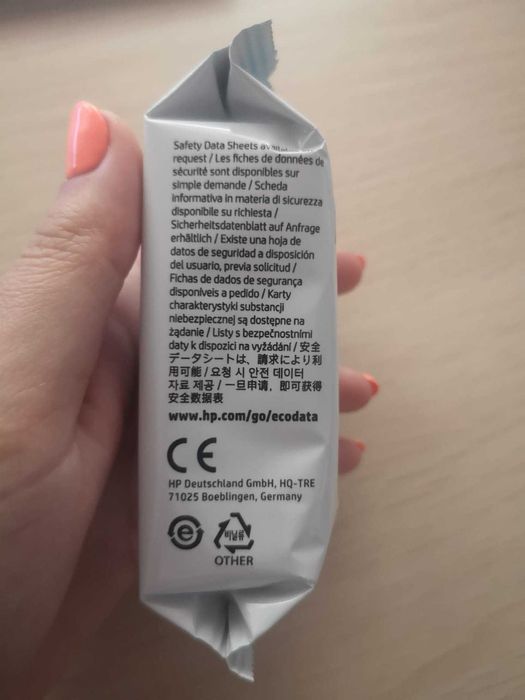 Safety Data Sheets
request / Les fiches de données de
sécurité sont disponibles sur
simple demande / Scheda
informativa in materia di sicurezza
disponibile su richiesta /
Sicherheitsdatenblatt auf Anfrage
erhältlich / Existe una hoja de
datos de seguridad a disposición
del usuario, previa solicitud /
Fichas de dados de segurança
disponíveis a pedido / Karty
charakterystyki substancji
niebezpiecznej są dostępne na
żądanie / Listy s bezpečnostními
daty k dispozici na vyžádání / 安全
データシートは、請求により利
用可能 / 요청 시 안전 데이터
자료 제공 / 一旦申请，即可获得
安全数据表
www.hp.com/go/ecodata
CE
HP Deutschland GmbH, HQ-TRE
71025 Boeblingen, Germany
e
비닐류
OTHER